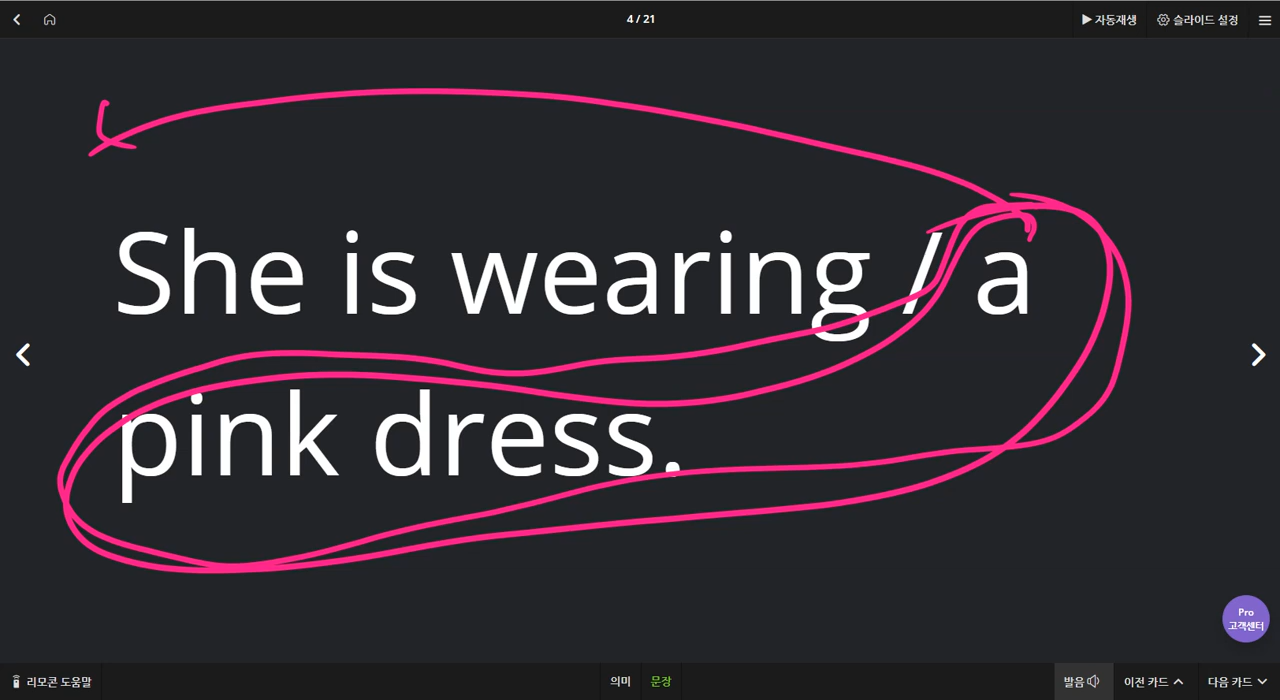 4 / 21
자동재생
슬라이드 설정
She is wearing / a
pink dress.
Pro
고객센터
리모콘 도움말
의미
문장
발음
이전 카드
다음 카드